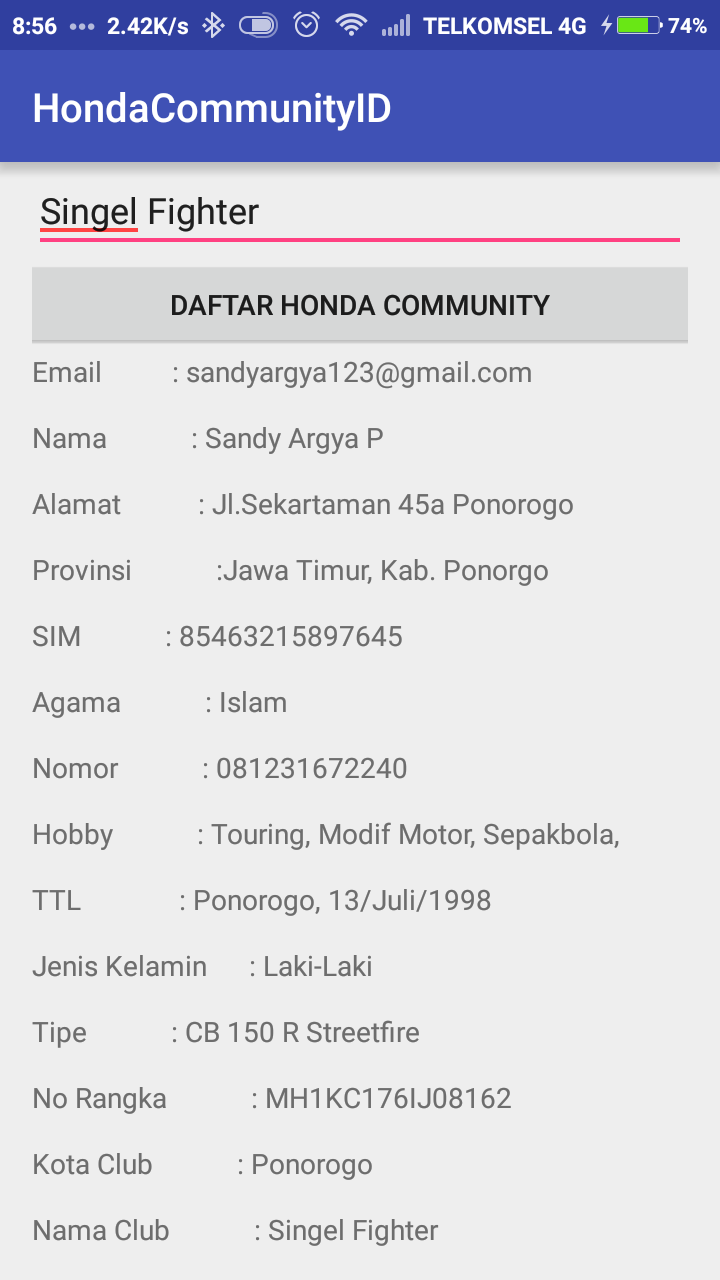 8:56 ••• 2.42K/s TELKOMSEL 4G 74%
HondaCommunityID
Singel Fighter
DAFTAR HONDA COMMUNITY
Email : sandyargya123@gmail.com
Nama : Sandy Argya P
Alamat : Jl.Sekartaman 45a Ponorogo
Provinsi :Jawa Timur, Kab. Ponorgo
SIM : 85463215897645
Agama : Islam
Nomor : 081231672240
Hobby : Touring, Modif Motor, Sepakbola,
TTL : Ponorogo, 13/Juli/1998
Jenis Kelamin : Laki-Laki
Tipe : CB 150 R Streetfire
No Rangka : MH1KC176IJ08162
Kota Club : Ponorogo
Nama Club : Singel Fighter